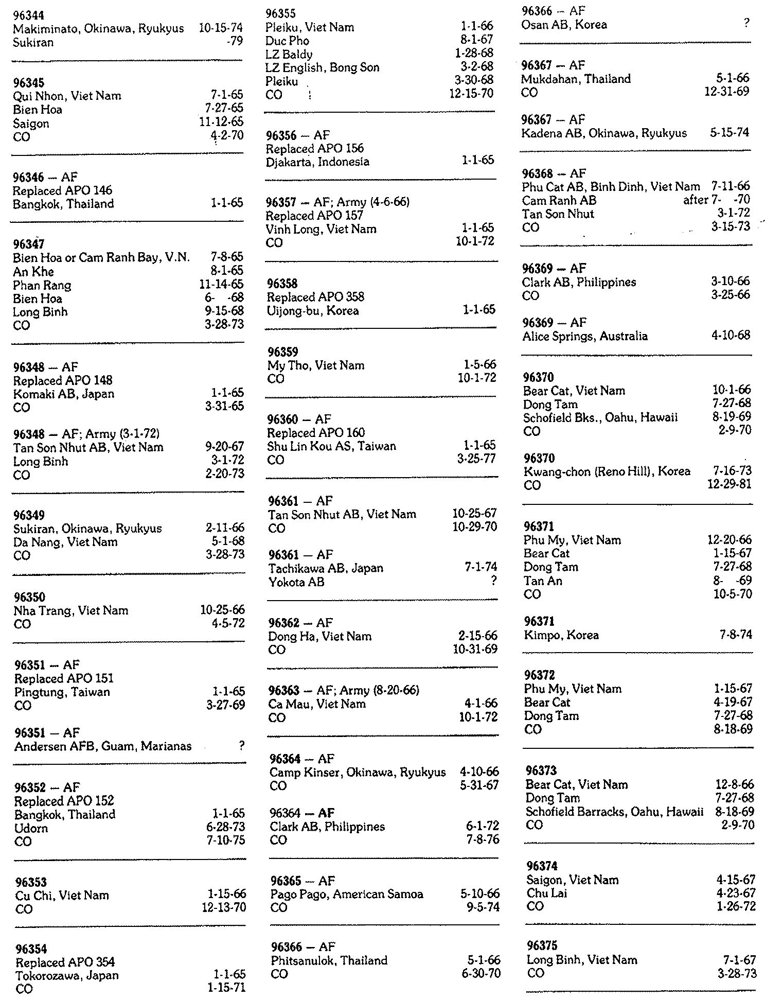 96344
Makiminato, Okinawa, Ryukyus 10-15-74
Sukiran -79
96345
Qui Nhon, Viet Nam 7-1-65
Bien Hoa 7-27-65
Saigon 11-12-65
CO 4-2-70
96346 — AF
Replaced APO 146
Bangkok, Thailand 1-1-65
96347
Bien Hoa or Cam Ranh Bay, V.N. 7-8-65
An Khe 8-1-65
Phan Rang 11-14-65
Bien Hoa 6- -68
Long Binh 9-15-68
CO 3-28-73
96348 — AF
Replaced APO 148
Komaki AB, Japan 1-1-65
CO 3-31-65
96348 — AF; Army (3-1-72)
Tan Son Nhut AB, Viet Nam 9-20-67
Long Binh 3-1-72
CO 2-20-73
96349
Sukiran, Okinawa, Ryukyus 2-11-66
Da Nang, Viet Nam 5-1-68
CO 3-28-73
96350
Nha Trang, Viet Nam 10-25-66
CO 4-5-72
96351 — AF
Replaced APO 151
Pingtung, Taiwan 1-1-65
CO 3-27-69
96351 — AF
Andersen AFB, Guam, Marianas ?
96352 — AF
Replaced APO 152
Bangkok, Thailand 1-1-65
Udorn 6-28-73
CO 7-10-75
96353
Cu Chi, Viet Nam 1-15-66
CO 12-13-70
96354
Replaced APO 354
Tokorozawa, Japan 1-1-65
CO 1-15-71
96355
Pleiku, Viet Nam 1-1-66
Duc Pho 8-1-67
LZ Baldy 1-28-68
LZ English, Bong Son 3-2-68
Pleiku 3-30-68
CO 12-15-70
96356 — AF
Replaced APO 156
Djakarta, Indonesia 1-1-65
96357 — AF; Army (4-6-66)
Replaced APO 157
Vinh Long, Viet Nam 1-1-65
CO 10-1-72
96358
Replaced APO 358
Uijong-bu, Korea 1-1-65
96359
My Tho, Viet Nam 1-5-66
CO 10-1-72
96360 — AF
Replaced APO 160
Shu Lin Kou AS, Taiwan 1-1-65
CO 3-25-77
96361 — AF
Tan Son Nhut AB, Viet Nam 10-25-67
CO 10-29-70
96361 — AF
Tachikawa AB, Japan 7-1-74
Yokota AB ?
96362 — AF
Dong Ha, Viet Nam 2-15-66
CO 10-31-69
96363 — AF; Army (8-20-66)
Ca Mau, Viet Nam 4-1-66
CO 10-1-72
96364 — AF
Camp Kinser, Okinawa, Ryukyus 4-10-66
CO 5-31-67
96364 — AF
Clark AB, Philippines 6-1-72
CO 7-8-76
96365 — AF
Pago Pago, American Samoa 5-10-66
CO 9-5-74
96366 — AF
Phitsanulok, Thailand 5-1-66
CO 6-30-70
96366 — AF
Osan AB, Korea ?
96367 — AF
Mukdahan, Thailand 5-1-66
CO 12-31-69
96367 — AF
Kadena AB, Okinawa, Ryukyus 5-15-74
96368 — AF
Phu Cat AB, Binh Dinh, Viet Nam 7-11-66
Cam Ranh AB after 7- -70
Tan Son Nhut 3-1-72
CO 3-15-73
96369 — AF
Clark AB, Philippines 3-10-66
CO 3-25-66
96369 — AF
Alice Springs, Australia 4-10-68
96370
Bear Cat, Viet Nam 10-1-66
Dong Tam 7-27-68
Schofield Bks., Oahu, Hawaii 8-19-69
CO 2-9-70
96370
Kwang-chon (Reno Hill), Korea 7-16-73
CO 12-29-81
96371
Phu My, Viet Nam 12-20-66
Bear Cat 1-15-67
Dong Tam 7-27-68
Tan An 8- -69
CO 10-5-70
96371
Kimpo, Korea 7-8-74
96372
Phu My, Viet Nam 1-15-67
Bear Cat 4-19-67
Dong Tam 7-27-68
CO 8-18-69
96373
Bear Cat, Viet Nam 12-8-66
Dong Tam 7-27-68
Schofield Barracks, Oahu, Hawaii 8-18-69
CO 2-9-70
96374
Saigon, Viet Nam 4-15-67
Chu Lai 4-23-67
CO 1-26-72
96375
Long Binh, Viet Nam 7-1-67
CO 3-28-73